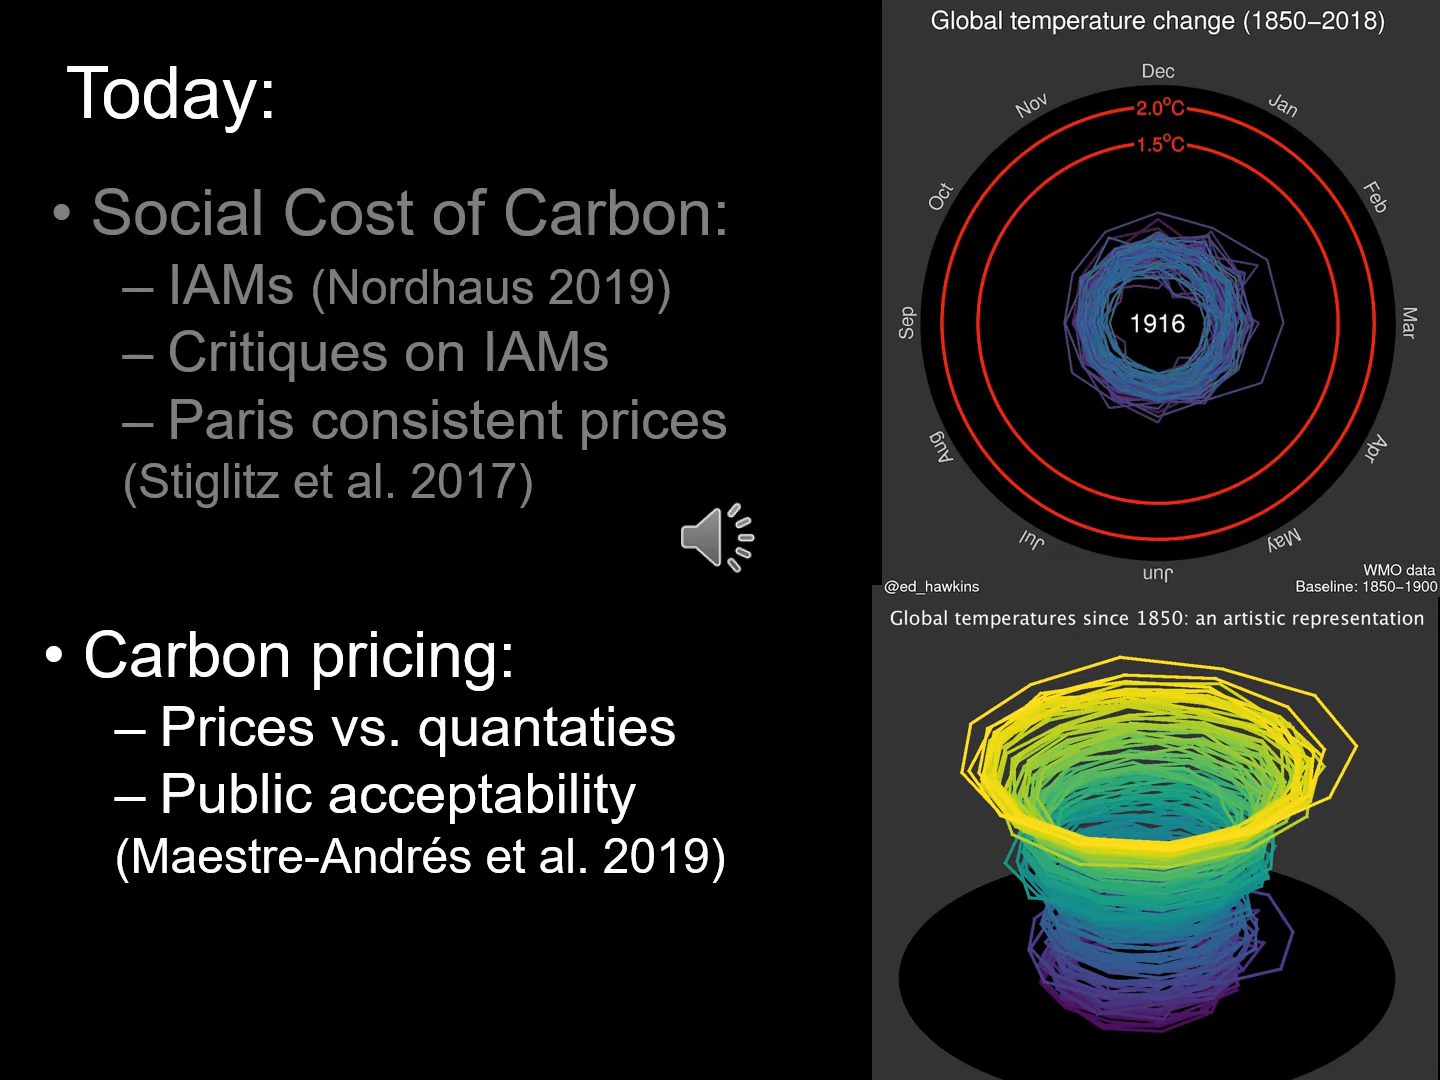 Today:
• Social Cost of Carbon:
– IAMs (Nordhaus 2019)
– Critiques on IAMs
– Paris consistent prices
(Stiglitz et al. 2017)
• Carbon pricing:
– Prices vs. quantaties
– Public acceptability
(Maestre-Andrés et al. 2019)
Global temperature change (1850–2018)
Dec
Jan
Feb
Mar
Apr
May
Jun
Jul
Aug
Sep
Oct
Nov
2.0°C
1.5°C
1916
WMO data
@ed_hawkins
Baseline: 1850–1900
Global temperatures since 1850: an artistic representation